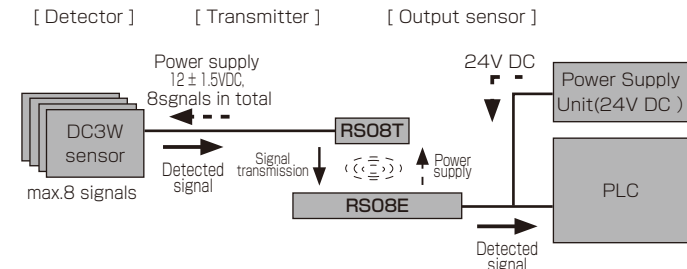 [ Detector ]
[ Transmitter ]
[ Output sensor ]
Power supply
12 ± 1.5VDC,
8sgnals in total
24V DC
Power Supply
Unit(24V DC )
DC3W
sensor
RS08T
Detected
signal
Signal
transmission
Power
supply
max.8 signals
RS08E
PLC
Detected
signal